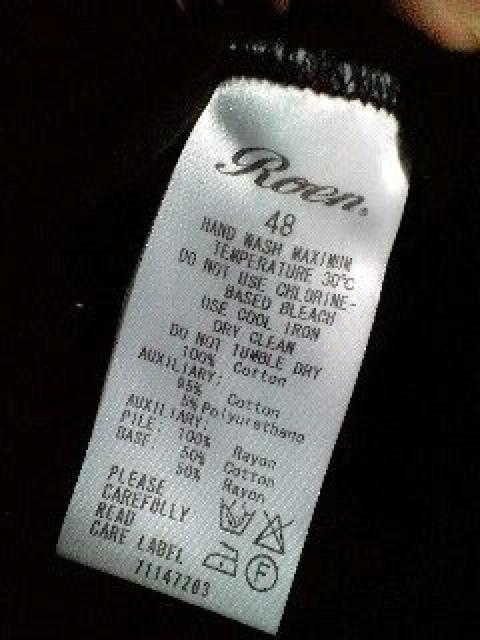 Roen.
48
HAND WASH MAXIMUM
TEMPERATURE 30℃
DO NOT USE CHLORINE-
BASED BLEACH
USE COOL IRON
DRY CLEAN
DO NOT TUMBLE DRY
100% Cotton
AUXILIARY:
95% Cotton
5% Polyurethane
AUXILIARY:
PILE: 100% Rayon
BASE: 50% Cotton
50% Rayon
PLEASE
CAREFULLY
READ
CARE LABEL
71147203
F